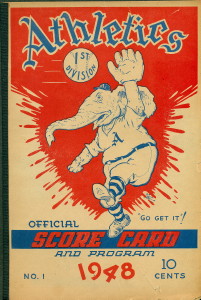 Athletics
1ST
DIVISION
A
"GO GET IT!"
OFFICIAL
SCORE CARD
AND PROGRAM
NO. 1
1948
10
CENTS